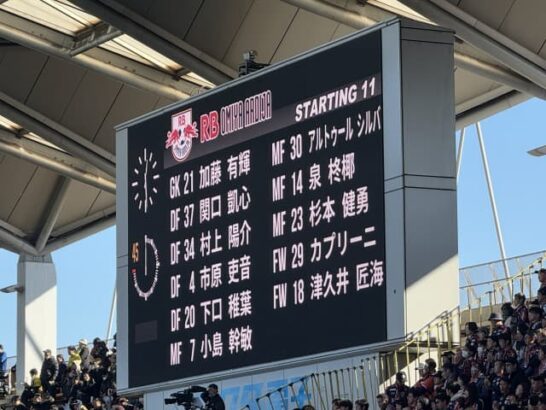 RB OMIYA ARDIJA
STARTING 11
GK 21 加藤 有輝
DF 37 関口 凱心
DF 34 村上 陽介
DF 4 市原 吏音
DF 20 下口 稚葉
MF 7 小島 幹敏
MF 30 アルトゥール シルバ
MF 14 泉 柊椰
MF 23 杉本 健勇
FW 29 カプリーニ
FW 18 津久井 匠海
45
RB